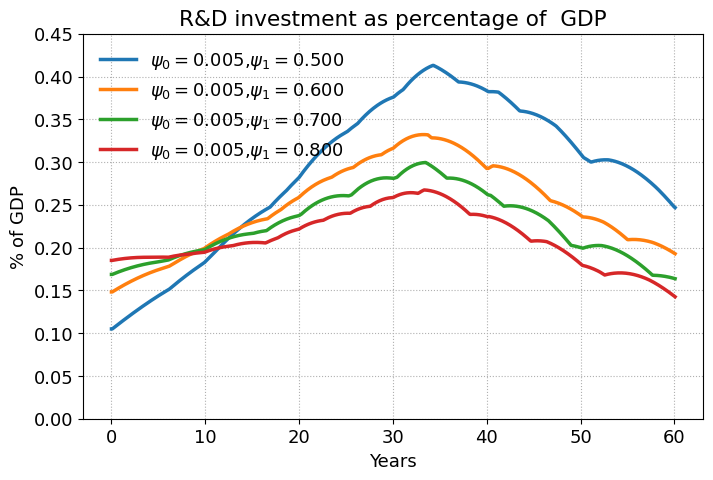 R&D investment as percentage of  GDP
ψ₀ = 0.005,ψ₁ = 0.500
ψ₀ = 0.005,ψ₁ = 0.600
ψ₀ = 0.005,ψ₁ = 0.700
ψ₀ = 0.005,ψ₁ = 0.800
% of GDP
0.45
0.40
0.35
0.30
0.25
0.20
0.15
0.10
0.05
0.00
0 10 20 30 40 50 60
Years